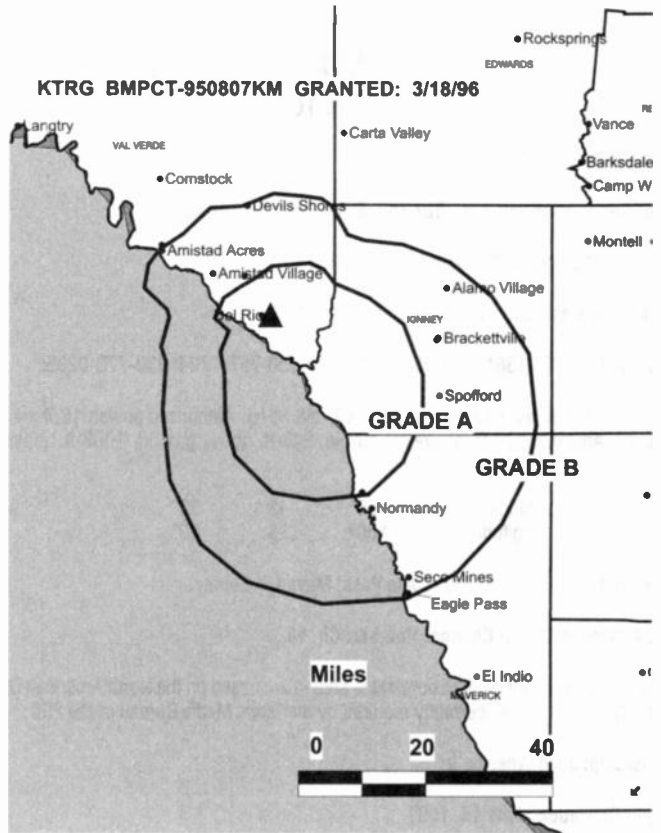 Rocksprings
EDWARDS
KTRG BMPCT-950807KM GRANTED: 3/18/96
Langtry
Carta Valley
Vance
VAL VERDE
Barksdale
Comstock
Camp W
Devils Shores
Montell
Amistad Acres
Amistad Village
Alamo Village
KINNEY
Brackettville
Spofford
GRADE A
GRADE B
Normandy
Seco Mines
Eagle Pass
Miles
El Indio
MAVERICK
0 20 40